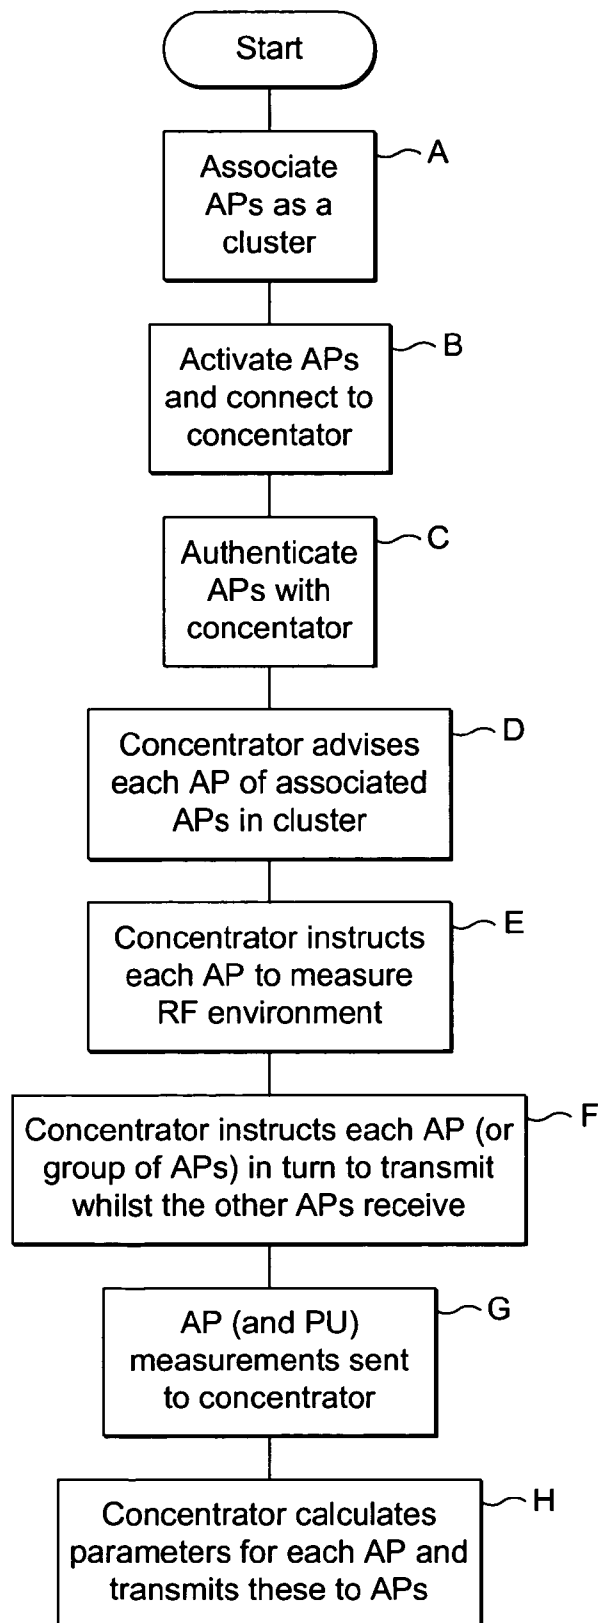 Start
A
Associate
APs as a
cluster
B
Activate APs
and connect to
concentator
C
Authenticate
APs with
concentator
D
Concentrator advises
each AP of associated
APs in cluster
E
Concentrator instructs
each AP to measure
RF environment
F
Concentrator instructs each AP (or
group of APs) in turn to transmit
whilst the other APs receive
G
AP (and PU)
measurements sent
to concentrator
H
Concentrator calculates
parameters for each AP and
transmits these to APs